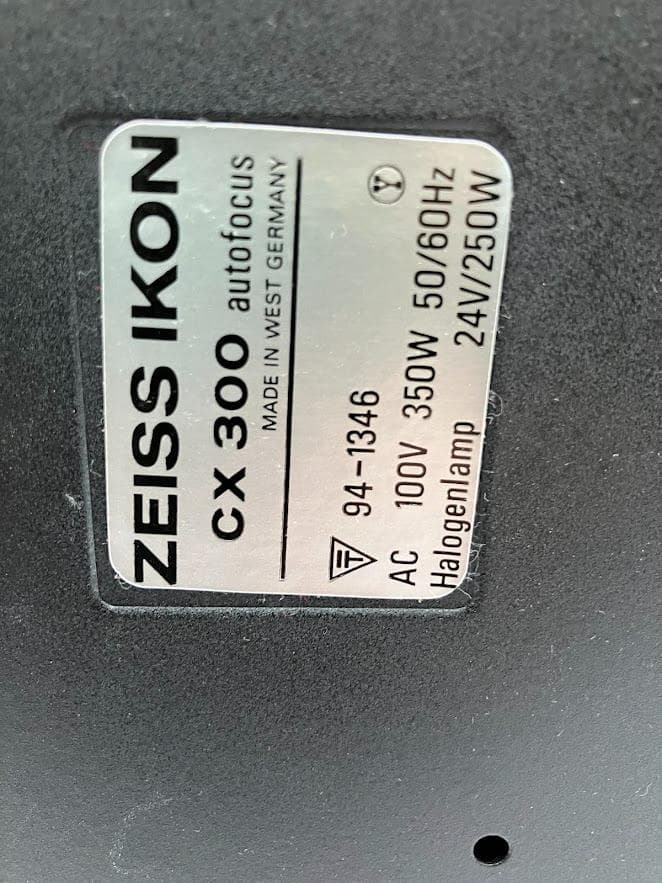 ZEISS IKON
CX 300 autofocus
MADE IN WEST GERMANY
T 94-1346 Y
AC 100V 350W 50/60Hz
Halogenlamp 24V/250W